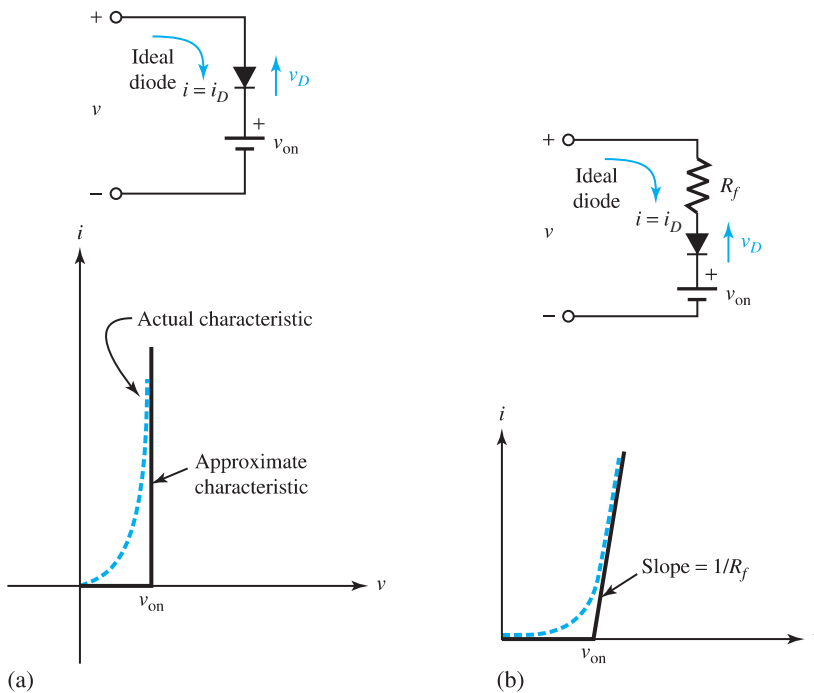 +
Ideal
diode
i = i_D
v_D
v
+
v_on
−
i
Actual characteristic
Approximate
characteristic
v_on
v
(a)
+
Ideal
diode
R_f
i = i_D
v
v_D
+
v_on
−
i
Slope = 1/R_f
v_on
(b)